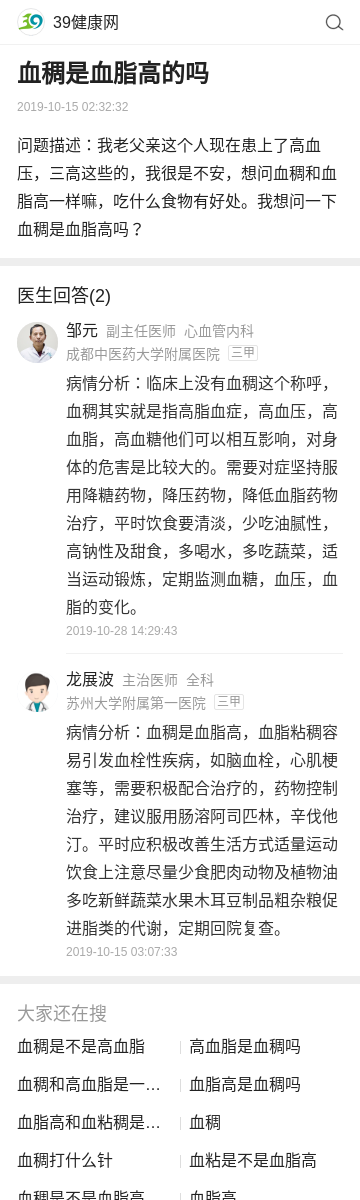 39健康网
血稠是血脂高的吗
2019-10-15 02:32:32
问题描述：我老父亲这个人现在患上了高血
压，三高这些的，我很是不安，想问血稠和血
脂高一样嘛，吃什么食物有好处。我想问一下
血稠是血脂高吗？
医生回答(2)
邹元 副主任医师 心血管内科
成都中医药大学附属医院 三甲
病情分析：临床上没有血稠这个称呼，
血稠其实就是指高脂血症，高血压，高
血脂，高血糖他们可以相互影响，对身
体的危害是比较大的。需要对症坚持服
用降糖药物，降压药物，降低血脂药物
治疗，平时饮食要清淡，少吃油腻性，
高钠性及甜食，多喝水，多吃蔬菜，适
当运动锻炼，定期监测血糖，血压，血
脂的变化。
2019-10-28 14:29:43
龙展波 主治医师 全科
苏州大学附属第一医院 三甲
病情分析：血稠是血脂高，血脂粘稠容
易引发血栓性疾病，如脑血栓，心肌梗
塞等，需要积极配合治疗的，药物控制
治疗，建议服用肠溶阿司匹林，辛伐他
汀。平时应积极改善生活方式适量运动
饮食上注意尽量少食肥肉动物及植物油
多吃新鲜蔬菜水果木耳豆制品粗杂粮促
进脂类的代谢，定期回院复查。
2019-10-15 03:07:33
大家还在搜
血稠是不是高血脂 高血脂是血稠吗
血稠和高血脂是一… 血脂高是血稠吗
血脂高和血粘稠是… 血稠
血稠打什么针 血粘是不是血脂高
血稠是不是血脂高 血脂高